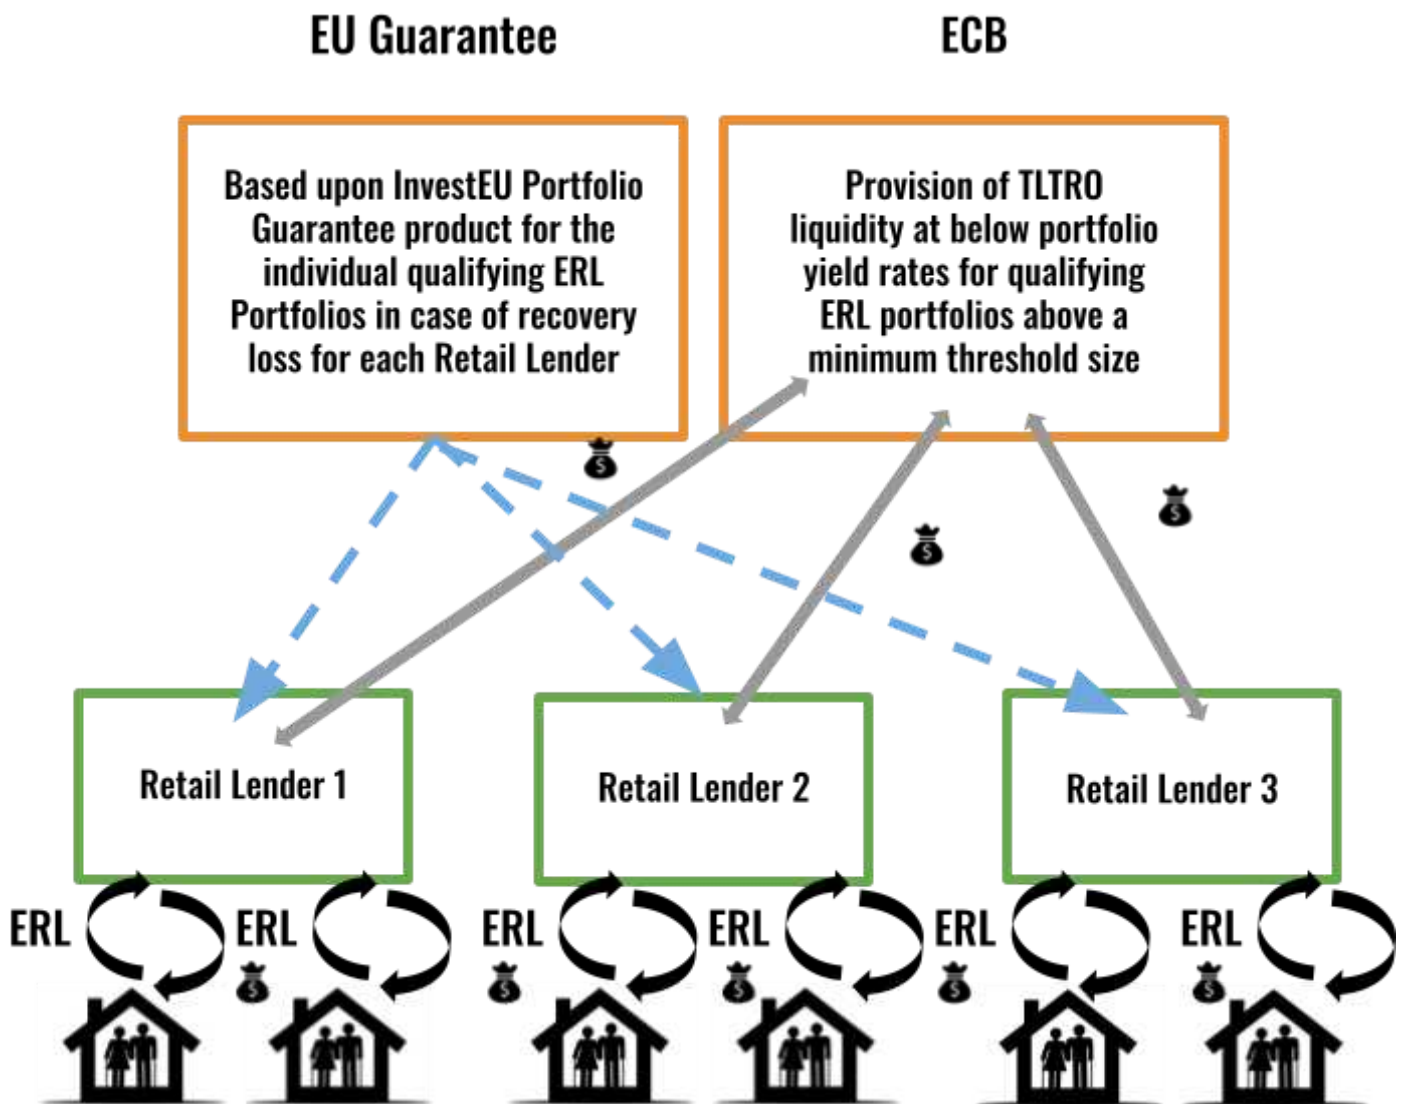 EU Guarantee
ECB
Based upon InvestEU Portfolio
Guarantee product for the
individual qualifying ERL
Portfolios in case of recovery
loss for each Retail Lender
Provision of TLTRO
liquidity at below portfolio
yield rates for qualifying
ERL portfolios above a
minimum threshold size
$
$
$
Retail Lender 1
Retail Lender 2
Retail Lender 3
ERL
ERL
ERL
ERL
ERL
ERL
$
$
$
$
$